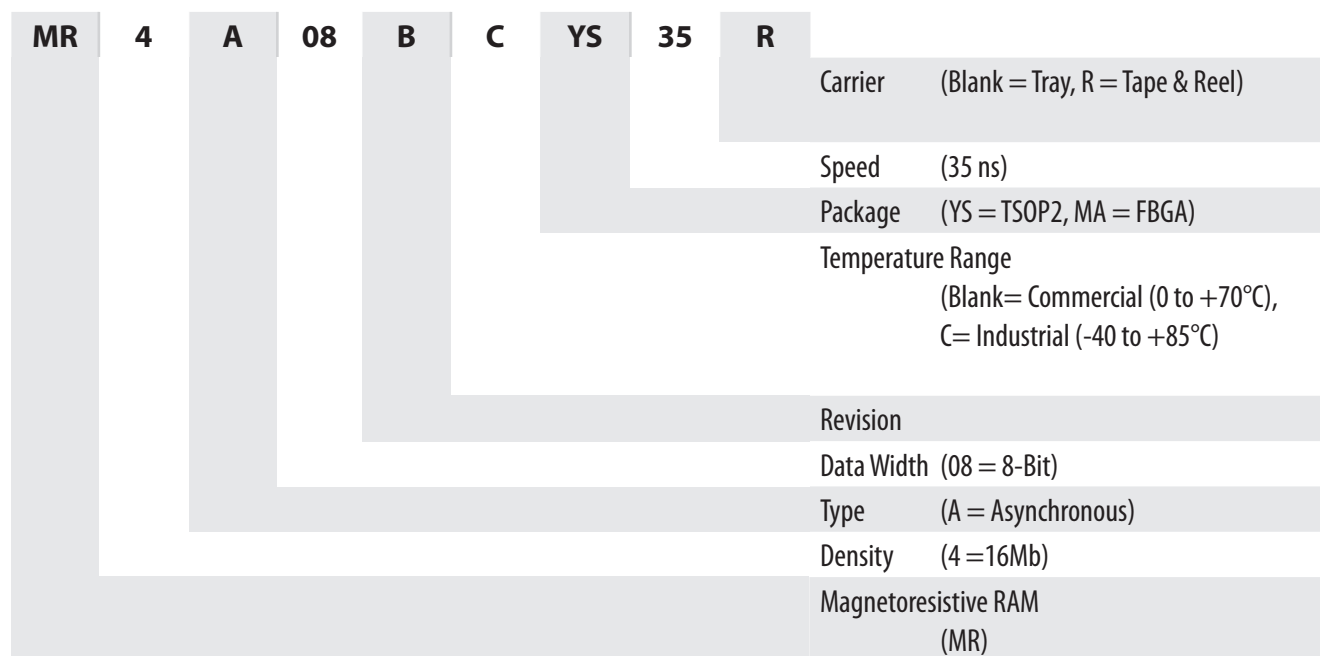 MR 4 A 08 B C YS 35 R
Carrier (Blank = Tray, R = Tape & Reel)
Speed (35 ns)
Package (YS = TSOP2, MA = FBGA)
Temperature Range
(Blank= Commercial (0 to +70°C),
C= Industrial (-40 to +85°C)
Revision
Data Width (08 = 8-Bit)
Type (A = Asynchronous)
Density (4 =16Mb)
Magnetoresistive RAM
(MR)